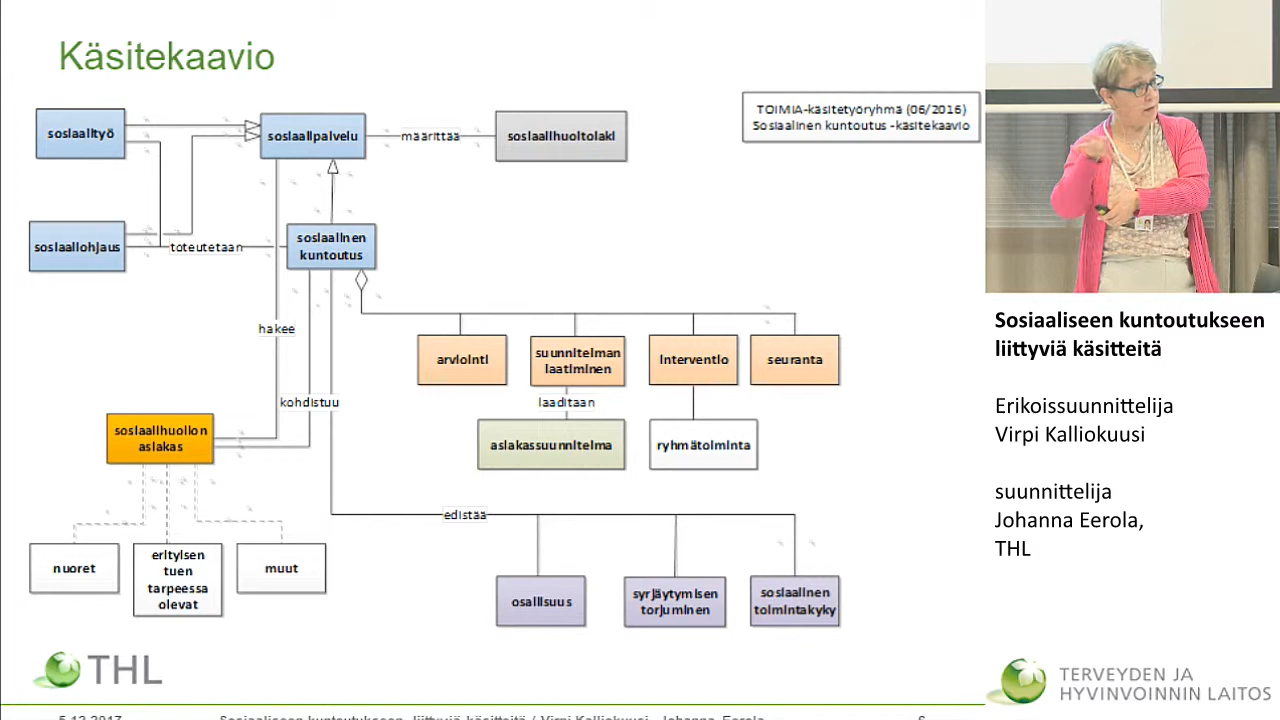 Käsitekaavio
sosiaalityö
sosiaalipalvelu
määrittää
sosiaalihuoltolaki
TOIMIA-käsitetyöryhmä (06/2016)
Sosiaalinen kuntoutus -käsitekaavio
sosiaaliohjaus
toteutetaan
sosiaalinen
kuntoutus
hakee
kohdistuu
arviointi
suunnitelman
laatiminen
interventio
seuranta
laaditaan
asiakassuunnitelma
ryhmätoiminta
sosiaalihuollon
asiakas
nuoret
erityisen
tuen
tarpeessa
olevat
muut
edistää
osallisuus
syrjäytymisen
torjuminen
sosiaalinen
toimintakyky
THL
5.12.2017
Sosiaaliseen kuntoutukseen liittyviä käsitteitä / Virpi Kalliokuusi Johanna Eerola
6
Sosiaaliseen kuntoutukseen
liittyviä käsitteitä
Erikoissuunnittelija
Virpi Kalliokuusi
suunnittelija
Johanna Eerola,
THL
TERVEYDEN JA
HYVINVOINNIN LAITOS